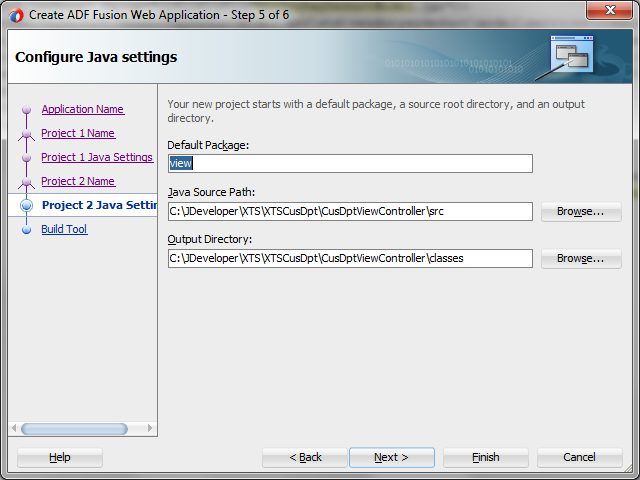 Create ADF Fusion Web Application - Step 5 of 6
Configure Java settings
Application Name
Project 1 Name
Project 1 Java Settings
Project 2 Name
Project 2 Java Settin
Build Tool
Your new project starts with a default package, a source root directory, and an output
directory.
Default Package:
view
Java Source Path:
C:\JDeveloper\XTS\XTSCusDpt\CusDptViewController\src
Browse...
Output Directory:
C:\JDeveloper\XTS\XTSCusDpt\CusDptViewController\classes
Browse...
Help
< Back
Next >
Finish
Cancel